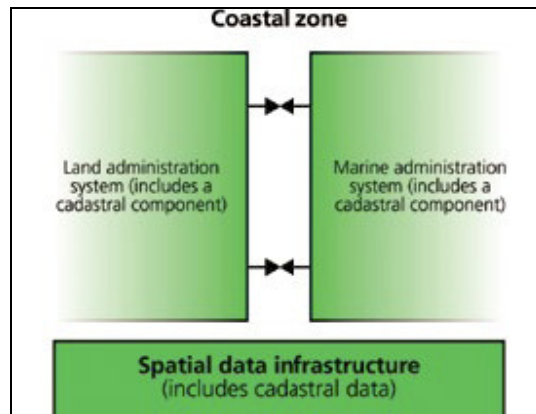 Coastal zone
Land administration
system (includes a
cadastral component)
Marine administration
system (includes a
cadastral component)
Spatial data infrastructure
(includes cadastral data)